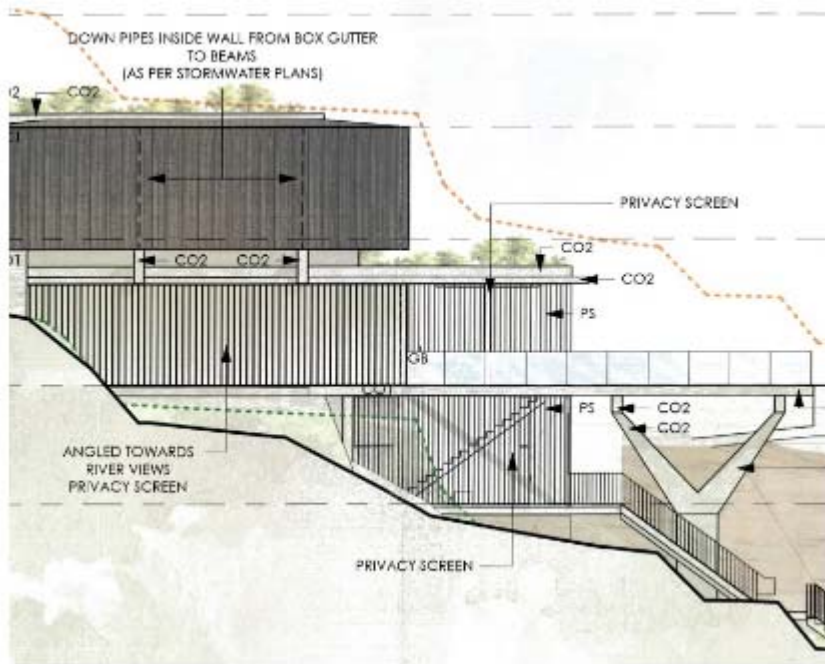 DOWN PIPES INSIDE WALL FROM BOX GUTTER
TO BEAMS
(AS PER STORMWATER PLANS)
CO2
PRIVACY SCREEN
CO2
CO2 CO2
CO2
PS
GB
PS
CO2
CO2
ANGLED TOWARDS
RIVER VIEWS
PRIVACY SCREEN
PRIVACY SCREEN